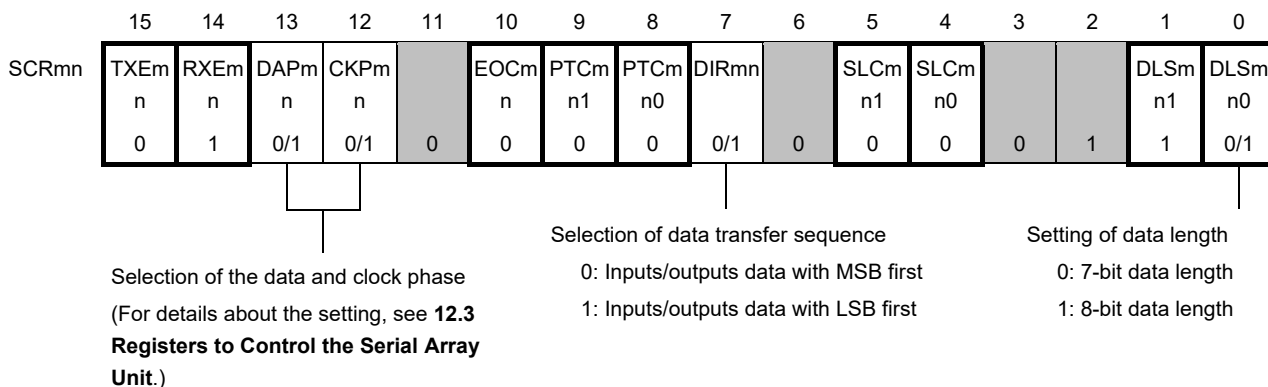 15 14 13 12 11 10 9 8 7 6 5 4 3 2 1 0
SCRmn TXEm RXEm DAPm CKPm EOCm PTCm PTCm DIRmn SLCm SLCm DLSm DLSm
n n n n n n1 n0 n1 n0 n1 n0
0 1 0/1 0/1 0 0 0 0 0/1 0 0 0 0 1 1 0/1
Selection of the data and clock phase
(For details about the setting, see 12.3
Registers to Control the Serial Array
Unit.)
Selection of data transfer sequence
0: Inputs/outputs data with MSB first
1: Inputs/outputs data with LSB first
Setting of data length
0: 7-bit data length
1: 8-bit data length